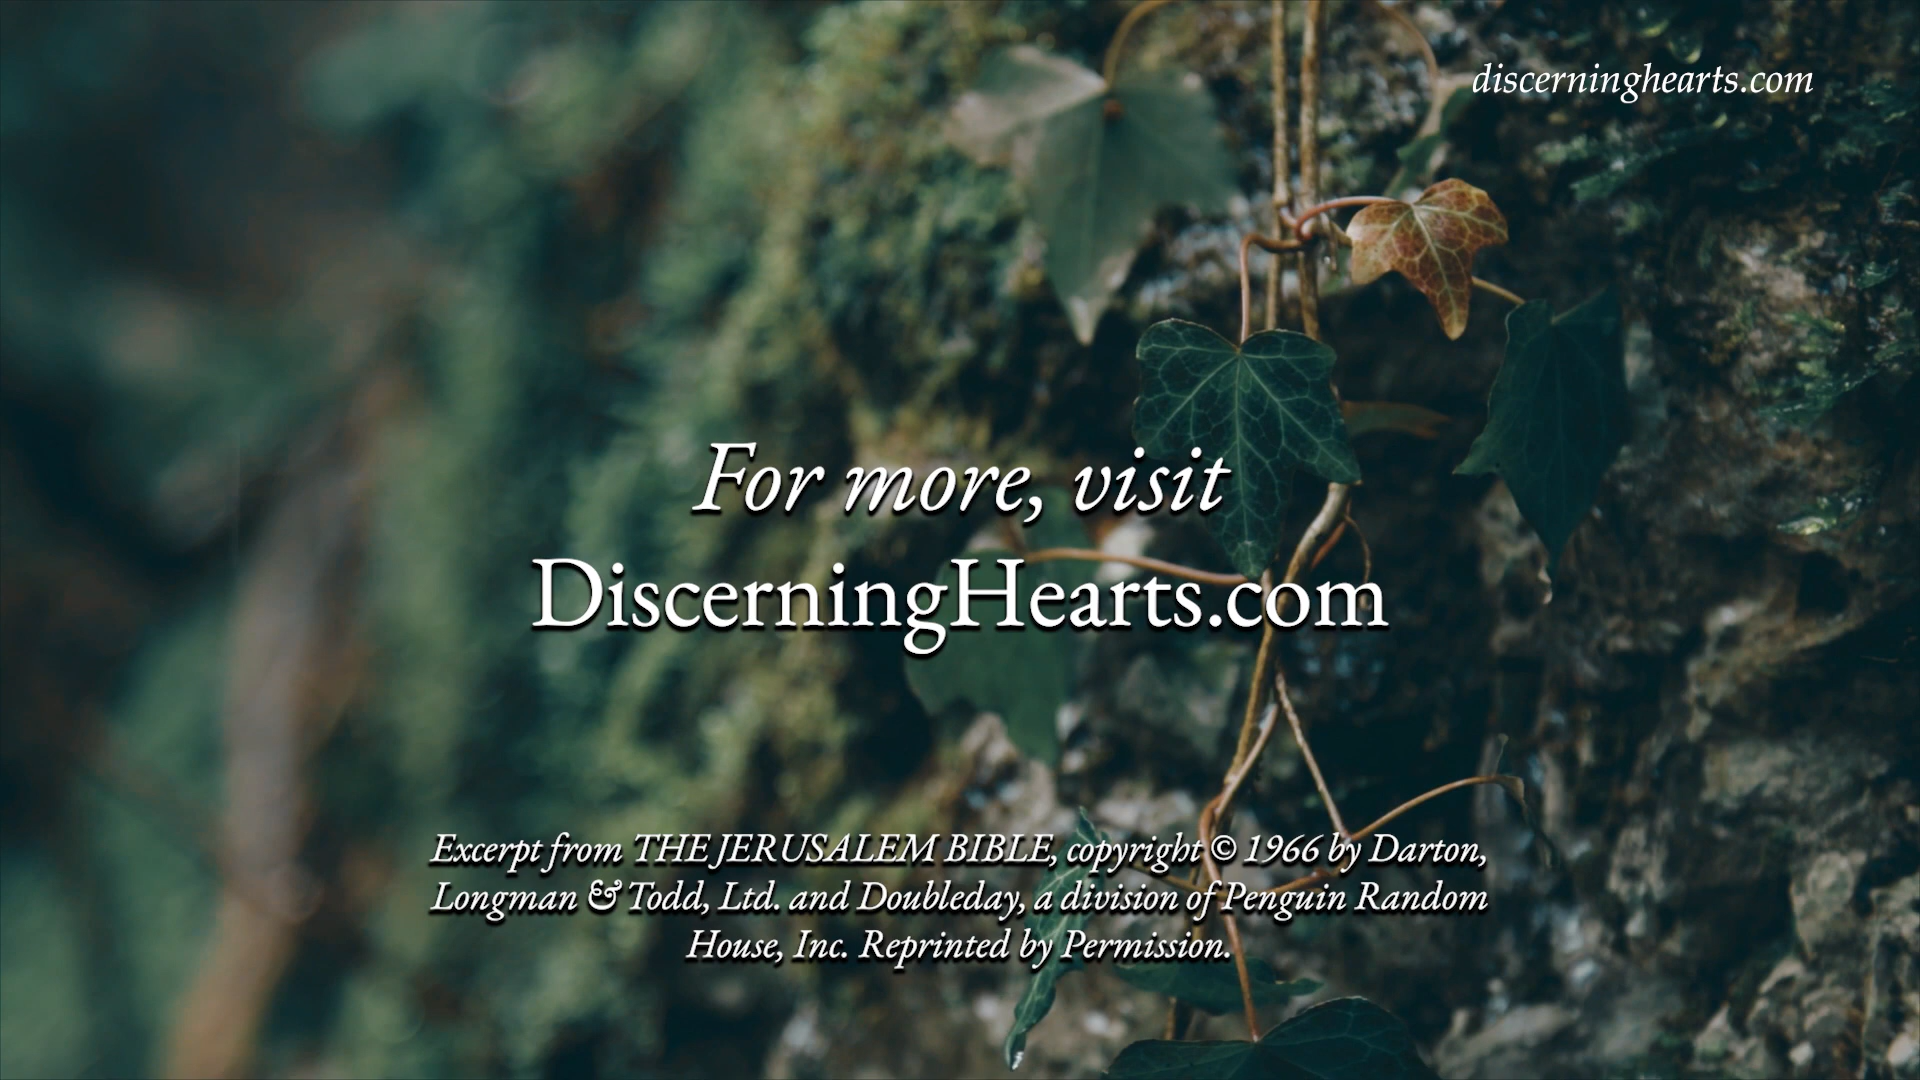 discerninghearts.com
For more, visit
DiscerningHearts.com
Excerpt from THE JERUSALEM BIBLE, copyright © 1966 by Darton,
Longman & Todd, Ltd. and Doubleday, a division of Penguin Random
House, Inc. Reprinted by Permission.